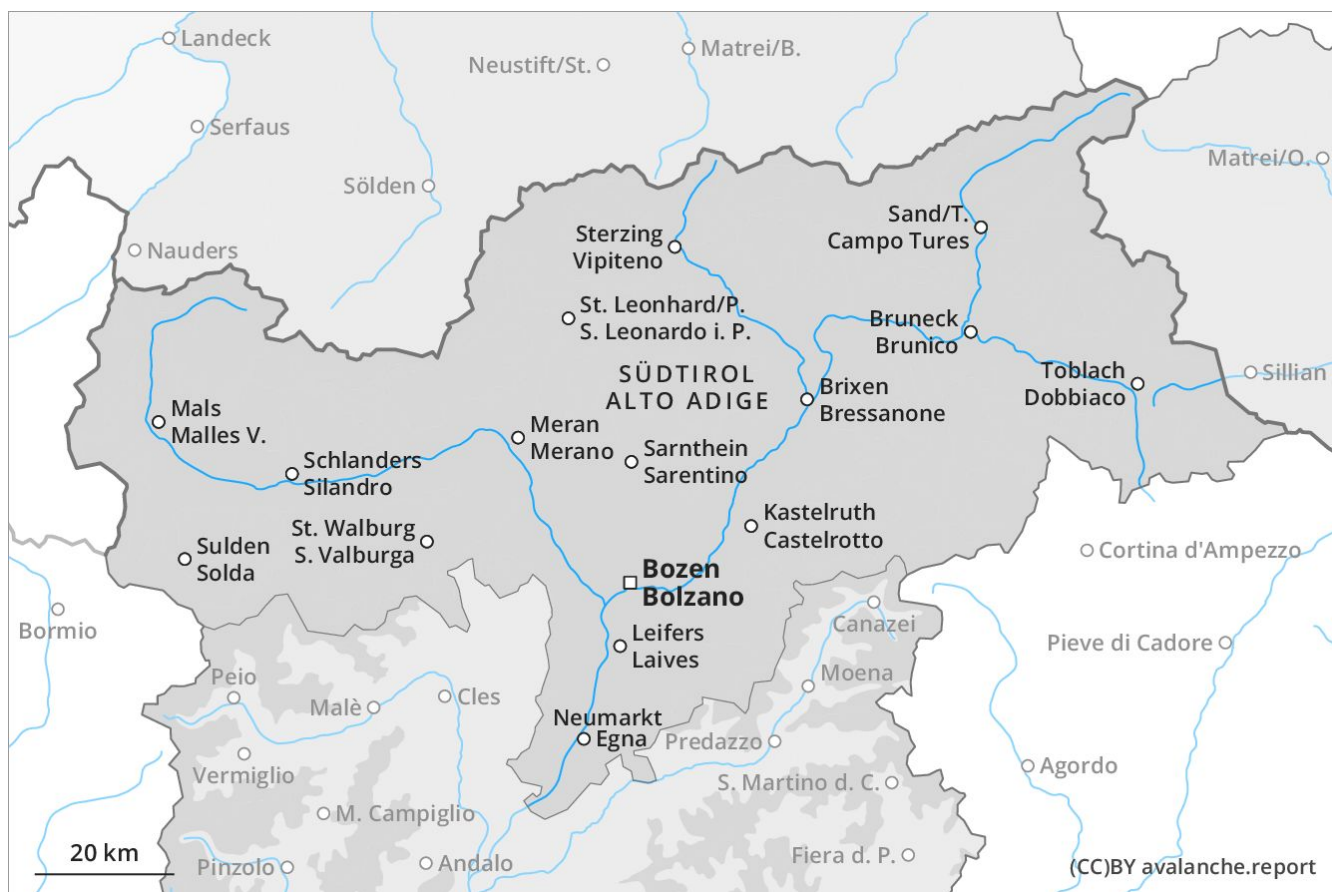 Landeck
Matrei/B.
Neustift/St.
Serfaus
Matrei/O.
Sölden
Sand/T.
Campo Tures
Sterzing
Vipiteno
Nauders
St. Leonhard/P.
S. Leonardo i. P.
Bruneck
Brunico
SÜDTIROL
ALTO ADIGE
Toblach
Dobbiaco
Sillian
Brixen
Bressanone
Mals
Malles V.
Meran
Merano
Sarnthein
Sarentino
Schlanders
Silandro
Kastelruth
Castelrotto
St. Walburg
S. Valburga
Sulden
Solda
Cortina d'Ampezzo
Bozen
Bolzano
Bormio
Canazei
Leifers
Laives
Pieve di Cadore
Peio
Moena
Malè
Cles
Neumarkt
Egna
Predazzo
Vermiglio
Agordo
S. Martino d. C.
M. Campiglio
20 km
Pinzolo
Andalo
Fiera d. P.
(CC)BY avalanche.report